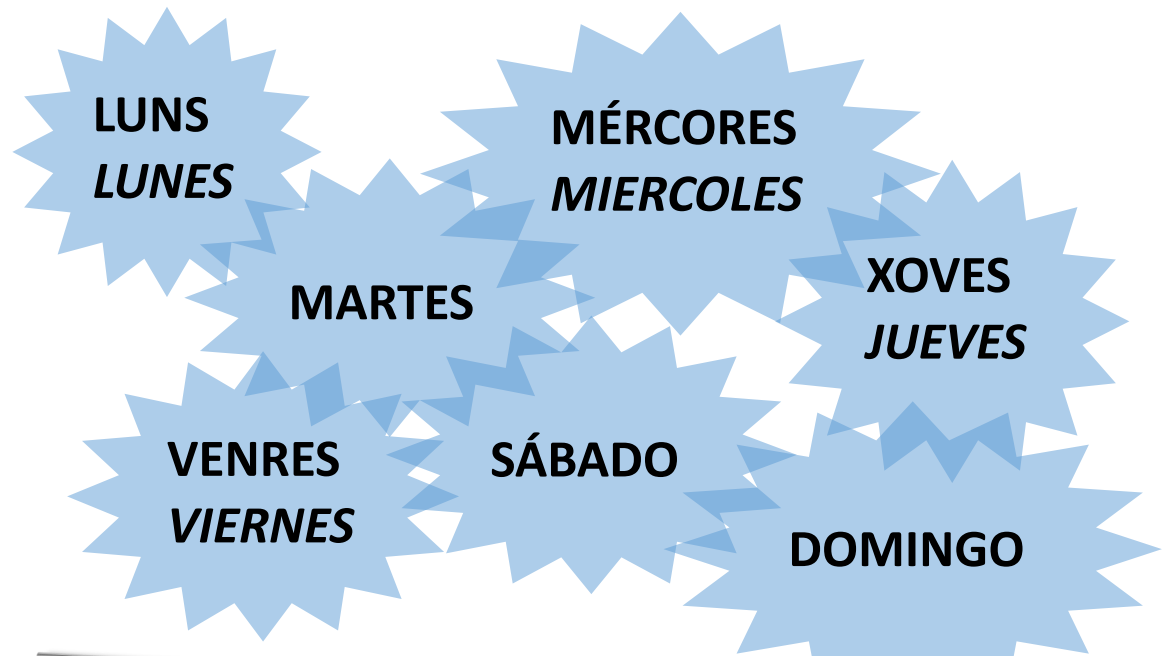 LUNS
LUNES
MARTES
MÉRCORES
MIERCOLES
XOVES
JUEVES
VENRES
VIERNES
SÁBADO
DOMINGO